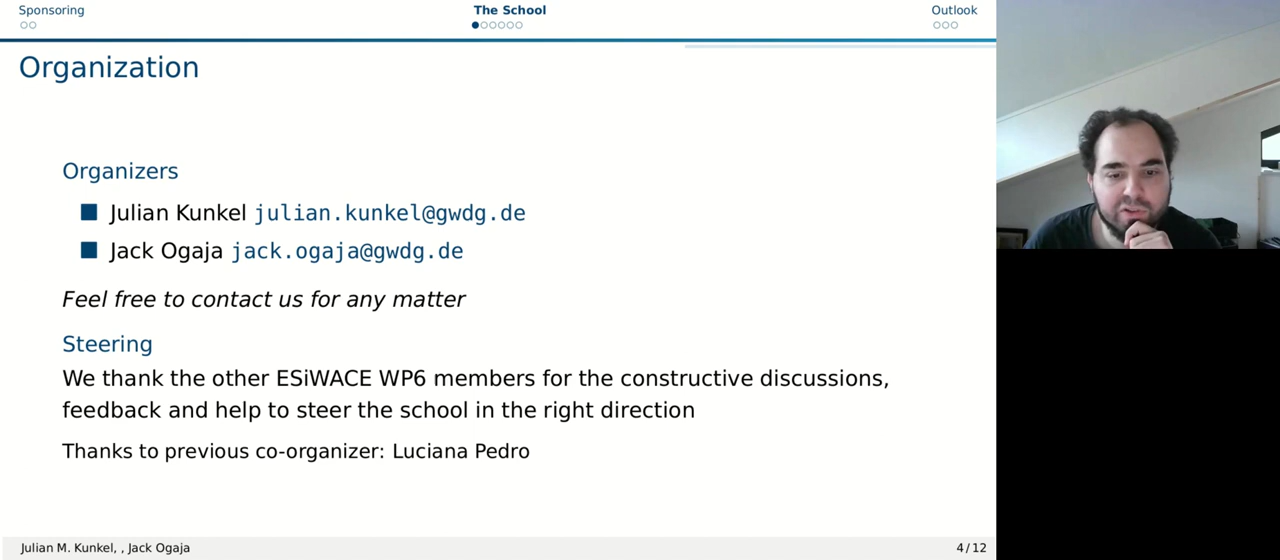 Sponsoring
The School
Outlook
Organization
Organizers
Julian Kunkel julian.kunkel@gwdg.de
Jack Ogaja jack.ogaja@gwdg.de
Feel free to contact us for any matter
Steering
We thank the other ESiWACE WP6 members for the constructive discussions,
feedback and help to steer the school in the right direction
Thanks to previous co-organizer: Luciana Pedro
Julian M. Kunkel, , Jack Ogaja
4/12